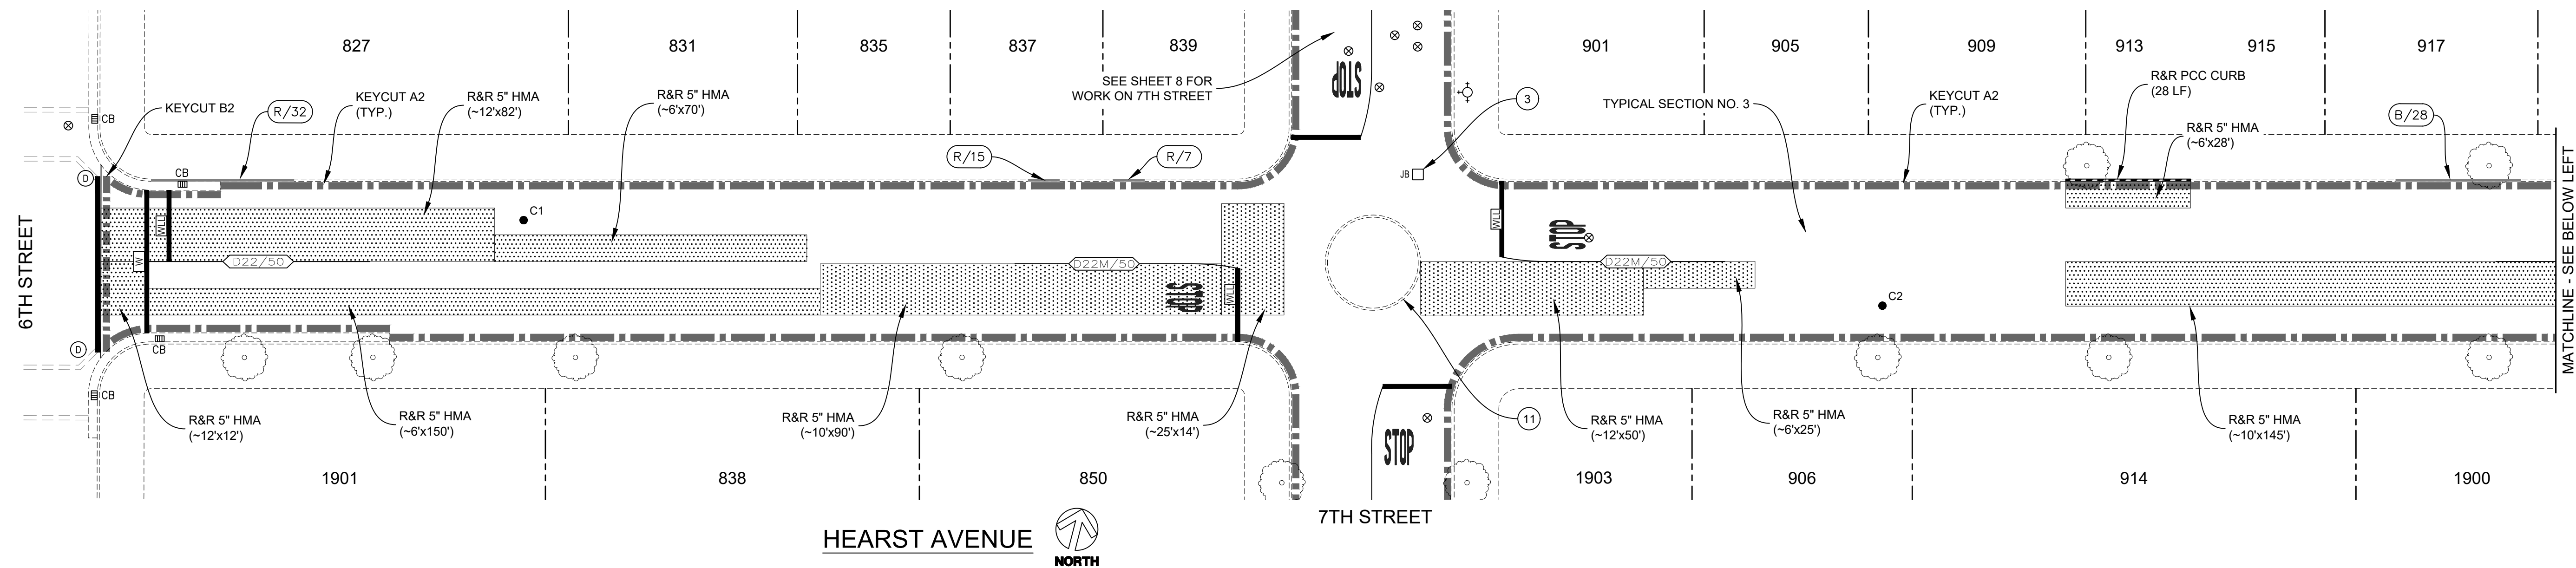 827
831
835
837
839
901
905
909
913
915
917
SEE SHEET 8 FOR
WORK ON 7TH STREET
STOP
3
TYPICAL SECTION NO. 3
KEYCUT A2
(TYP.)
R&R PCC CURB
(28 LF)
R&R 5" HMA
(~6'x28')
B/28
KEYCUT B2
R/32
KEYCUT A2
(TYP.)
R&R 5" HMA
(~12'x82')
R&R 5" HMA
(~6'x70')
R/15
R/7
CB
D
CB
JB
C1
WLL
W
D22/50
D22M/50
STOP
WLL
WLL
STOP
D22M/50
C2
6TH STREET
MATCHLINE - SEE BELOW LEFT
D
CB
CB
R&R 5" HMA
(~12'x12')
R&R 5" HMA
(~6'x150')
R&R 5" HMA
(~10'x90')
R&R 5" HMA
(~25'x14')
11
STOP
R&R 5" HMA
(~12'x50')
R&R 5" HMA
(~6'x25')
R&R 5" HMA
(~10'x145')
1901
838
850
1903
906
914
1900
7TH STREET
HEARST AVENUE
NORTH